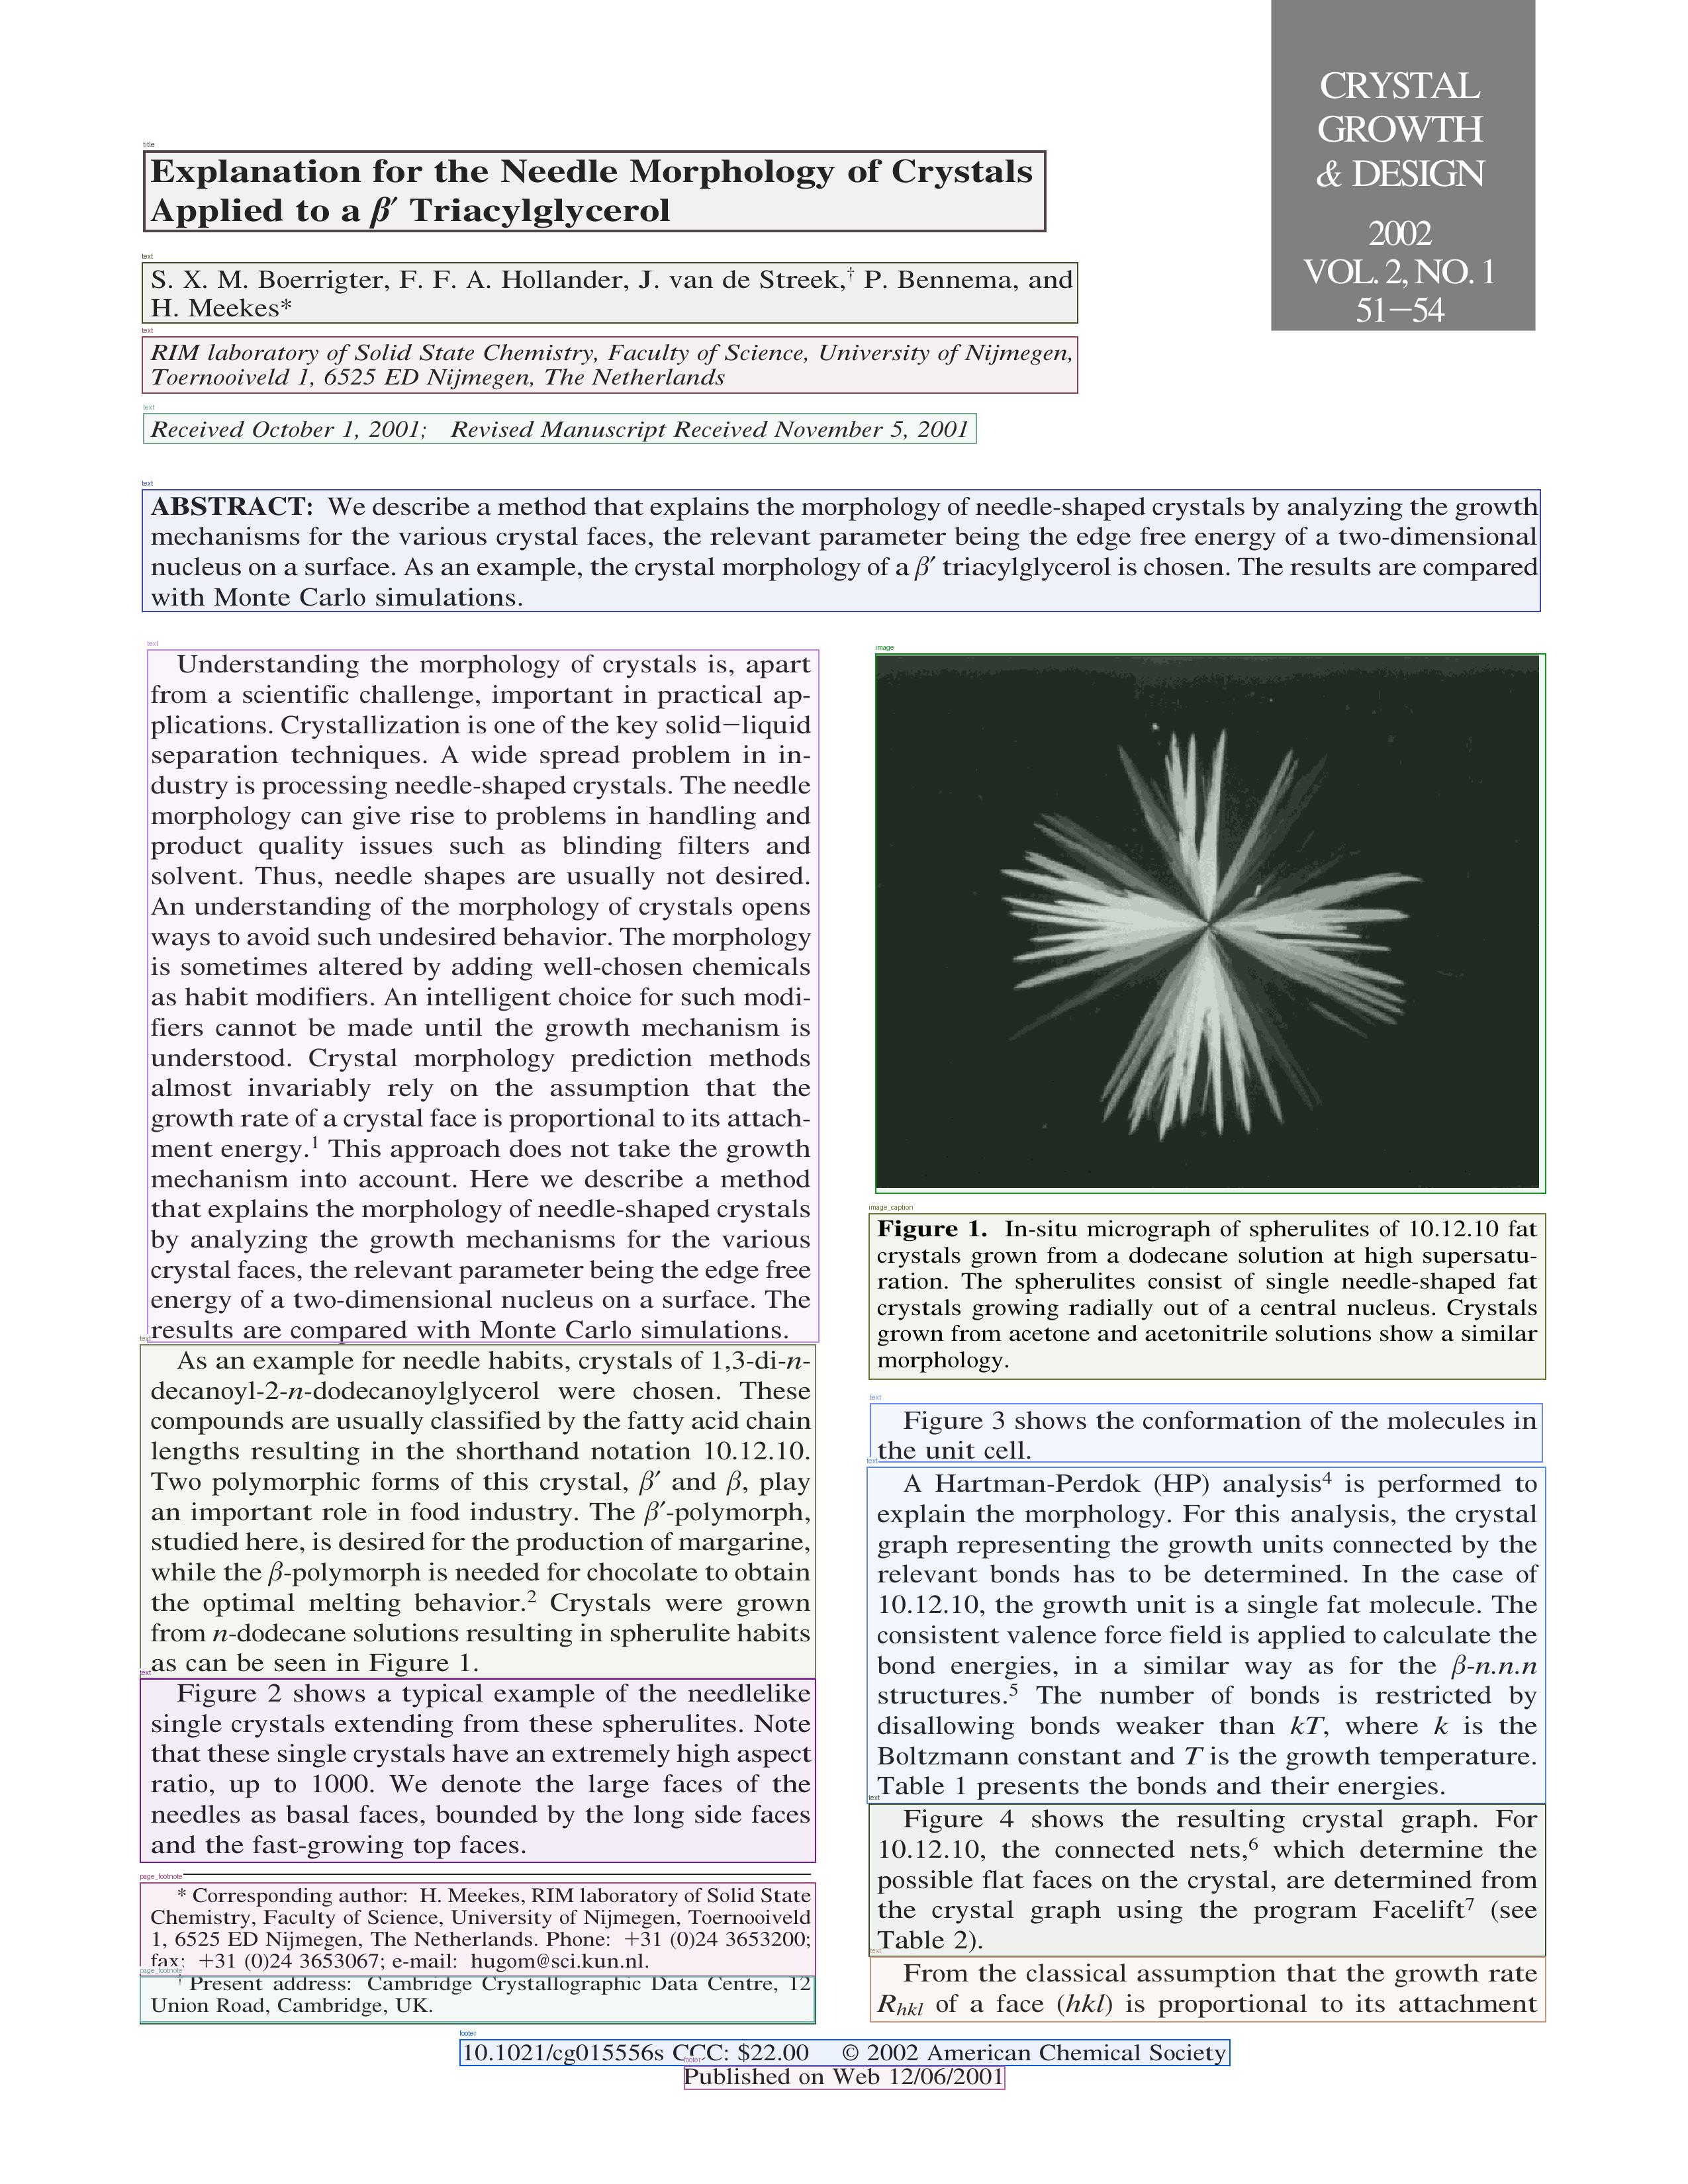 CRYSTAL
GROWTH
& DESIGN
2002
VOL. 2, NO. 1
51−54
title
Explanation for the Needle Morphology of Crystals
Applied to a β′ Triacylglycerol
text
S. X. M. Boerrigter, F. F. A. Hollander, J. van de Streek,† P. Bennema, and
H. Meekes*
text
RIM laboratory of Solid State Chemistry, Faculty of Science, University of Nijmegen,
Toernooiveld 1, 6525 ED Nijmegen, The Netherlands
text
Received October 1, 2001; Revised Manuscript Received November 5, 2001
text
ABSTRACT: We describe a method that explains the morphology of needle-shaped crystals by analyzing the growth
mechanisms for the various crystal faces, the relevant parameter being the edge free energy of a two-dimensional
nucleus on a surface. As an example, the crystal morphology of a β′ triacylglycerol is chosen. The results are compared
with Monte Carlo simulations.
text
Understanding the morphology of crystals is, apart
from a scientific challenge, important in practical ap-
plications. Crystallization is one of the key solid−liquid
separation techniques. A wide spread problem in in-
dustry is processing needle-shaped crystals. The needle
morphology can give rise to problems in handling and
product quality issues such as blinding filters and
solvent. Thus, needle shapes are usually not desired.
An understanding of the morphology of crystals opens
ways to avoid such undesired behavior. The morphology
is sometimes altered by adding well-chosen chemicals
as habit modifiers. An intelligent choice for such modi-
fiers cannot be made until the growth mechanism is
understood. Crystal morphology prediction methods
almost invariably rely on the assumption that the
growth rate of a crystal face is proportional to its attach-
ment energy.1 This approach does not take the growth
mechanism into account. Here we describe a method
that explains the morphology of needle-shaped crystals
by analyzing the growth mechanisms for the various
crystal faces, the relevant parameter being the edge free
energy of a two-dimensional nucleus on a surface. The
results are compared with Monte Carlo simulations.
text
As an example for needle habits, crystals of 1,3-di-n-
decanoyl-2-n-dodecanoylglycerol were chosen. These
compounds are usually classified by the fatty acid chain
lengths resulting in the shorthand notation 10.12.10.
Two polymorphic forms of this crystal, β′ and β, play
an important role in food industry. The β′-polymorph,
studied here, is desired for the production of margarine,
while the β-polymorph is needed for chocolate to obtain
the optimal melting behavior.2 Crystals were grown
from n-dodecane solutions resulting in spherulite habits
as can be seen in Figure 1.
text
Figure 2 shows a typical example of the needlelike
single crystals extending from these spherulites. Note
that these single crystals have an extremely high aspect
ratio, up to 1000. We denote the large faces of the
needles as basal faces, bounded by the long side faces
and the fast-growing top faces.
page_footnote
* Corresponding author: H. Meekes, RIM laboratory of Solid State
Chemistry, Faculty of Science, University of Nijmegen, Toernooiveld
1, 6525 ED Nijmegen, The Netherlands. Phone: +31 (0)24 3653200;
fax: +31 (0)24 3653067; e-mail: hugom@sci.kun.nl.
page_footnote
† Present address: Cambridge Crystallographic Data Centre, 12
Union Road, Cambridge, UK.
image
image_caption
Figure 1. In-situ micrograph of spherulites of 10.12.10 fat
crystals grown from a dodecane solution at high supersatu-
ration. The spherulites consist of single needle-shaped fat
crystals growing radially out of a central nucleus. Crystals
grown from acetone and acetonitrile solutions show a similar
morphology.
text
Figure 3 shows the conformation of the molecules in
the unit cell.
text
A Hartman-Perdok (HP) analysis4 is performed to
explain the morphology. For this analysis, the crystal
graph representing the growth units connected by the
relevant bonds has to be determined. In the case of
10.12.10, the growth unit is a single fat molecule. The
consistent valence force field is applied to calculate the
bond energies, in a similar way as for the β-n.n.n
structures.5 The number of bonds is restricted by
disallowing bonds weaker than kT, where k is the
Boltzmann constant and T is the growth temperature.
Table 1 presents the bonds and their energies.
text
Figure 4 shows the resulting crystal graph. For
10.12.10, the connected nets,6 which determine the
possible flat faces on the crystal, are determined from
the crystal graph using the program Facelift7 (see
Table 2).
text
From the classical assumption that the growth rate
Rhkl of a face (hkl) is proportional to its attachment
footer
10.1021/cg015556s CCC: $22.00 © 2002 American Chemical Society
footer
Published on Web 12/06/2001